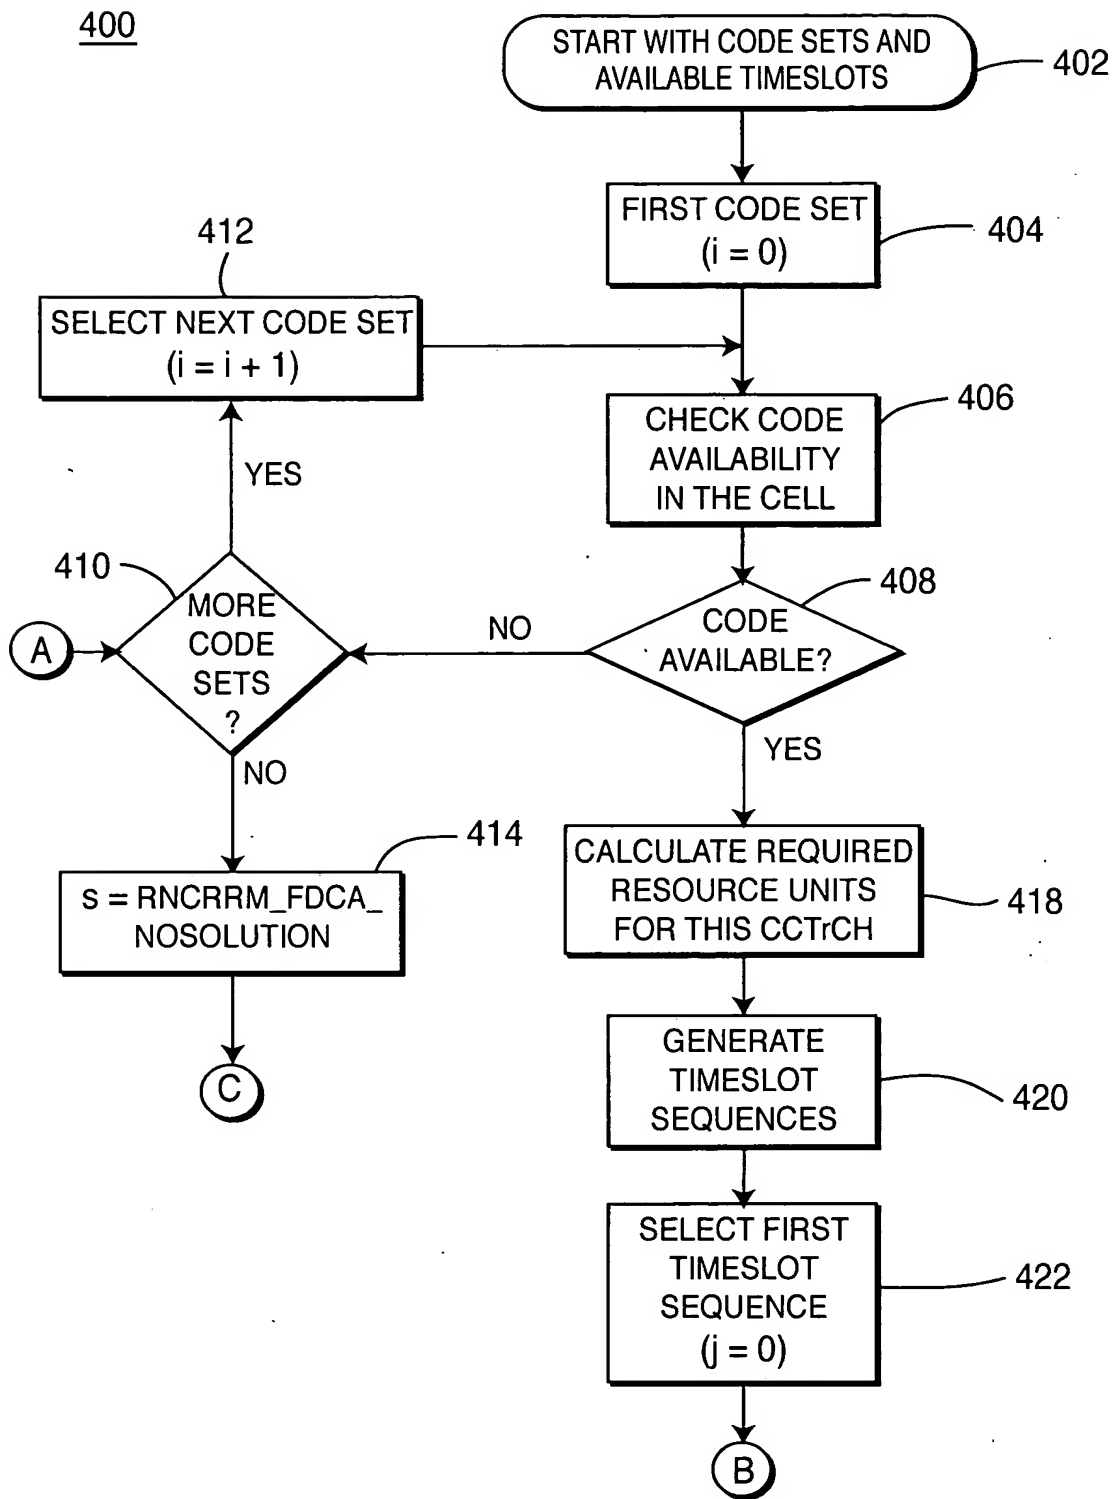 400
START WITH CODE SETS AND
AVAILABLE TIMESLOTS
402
FIRST CODE SET
(i = 0)
404
412
SELECT NEXT CODE SET
(i = i + 1)
CHECK CODE
AVAILABILITY
IN THE CELL
406
YES
410
MORE
CODE
SETS
?
A
NO
CODE
AVAILABLE?
408
YES
NO
414
s = RNCRRM_FDCA_
NOSOLUTION
C
CALCULATE REQUIRED
RESOURCE UNITS
FOR THIS CCTrCH
418
GENERATE
TIMESLOT
SEQUENCES
420
SELECT FIRST
TIMESLOT
SEQUENCE
(j = 0)
422
B